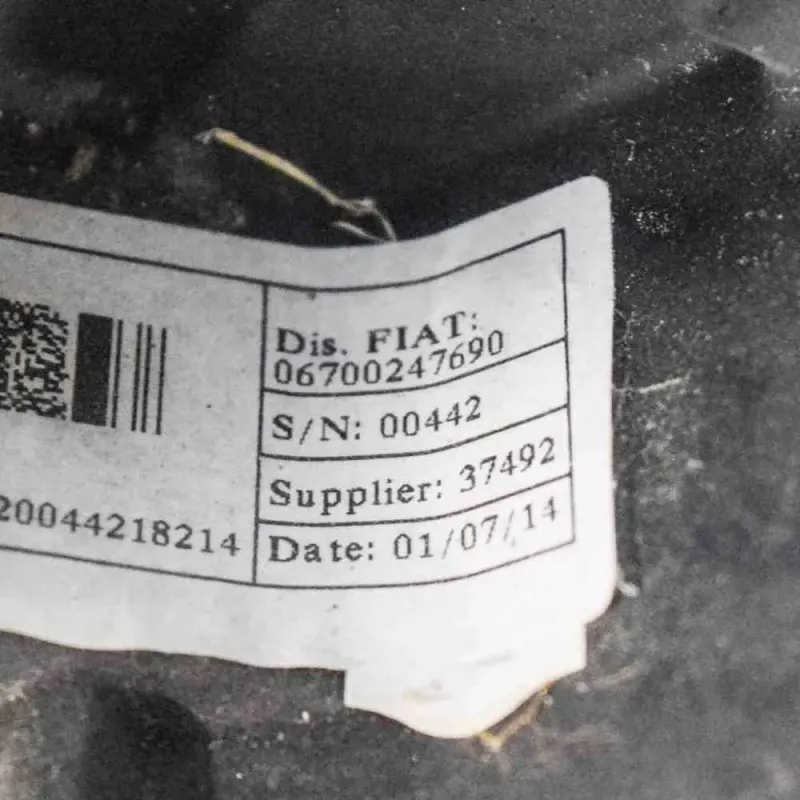 Dis. FIAT:
06700247690
S/N: 00442
Supplier: 37492
20044218214
Date: 01/07/14